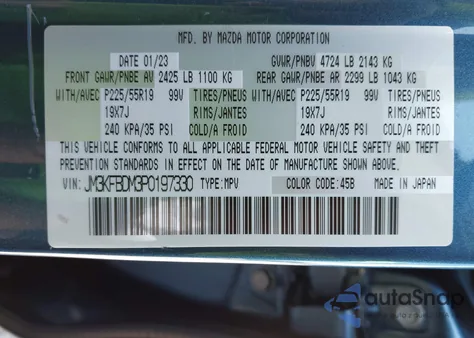 MFD. BY MAZDA MOTOR CORPORATION
DATE 01/23 GVWR/PNBV 4724 LB 2143 KG
FRONT GAWR/PNBE AV 2425 LB 1100 KG REAR GAWR/PNBE AR 2299 LB 1043 KG
WITH/AVEC P225/55R19 99V TIRES/PNEUS WITH/AVEC P225/55R19 99V TIRES/PNEUS
19X7J RIMS/JANTES 19X7J RIMS/JANTES
240 KPA/35 PSI COLD/A FROID 240 KPA/35 PSI COLD/A FROID
THIS VEHICLE CONFORMS TO ALL APPLICABLE FEDERAL MOTOR VEHICLE SAFETY AND THEFT
PREVENTION STANDARDS IN EFFECT ON THE DATE OF MANUFACTURE SHOWN ABOVE.
VIN: JM3KFBDM3P0197330 TYPE:MPV COLOR CODE:45B MADE IN JAPAN
autoSnap